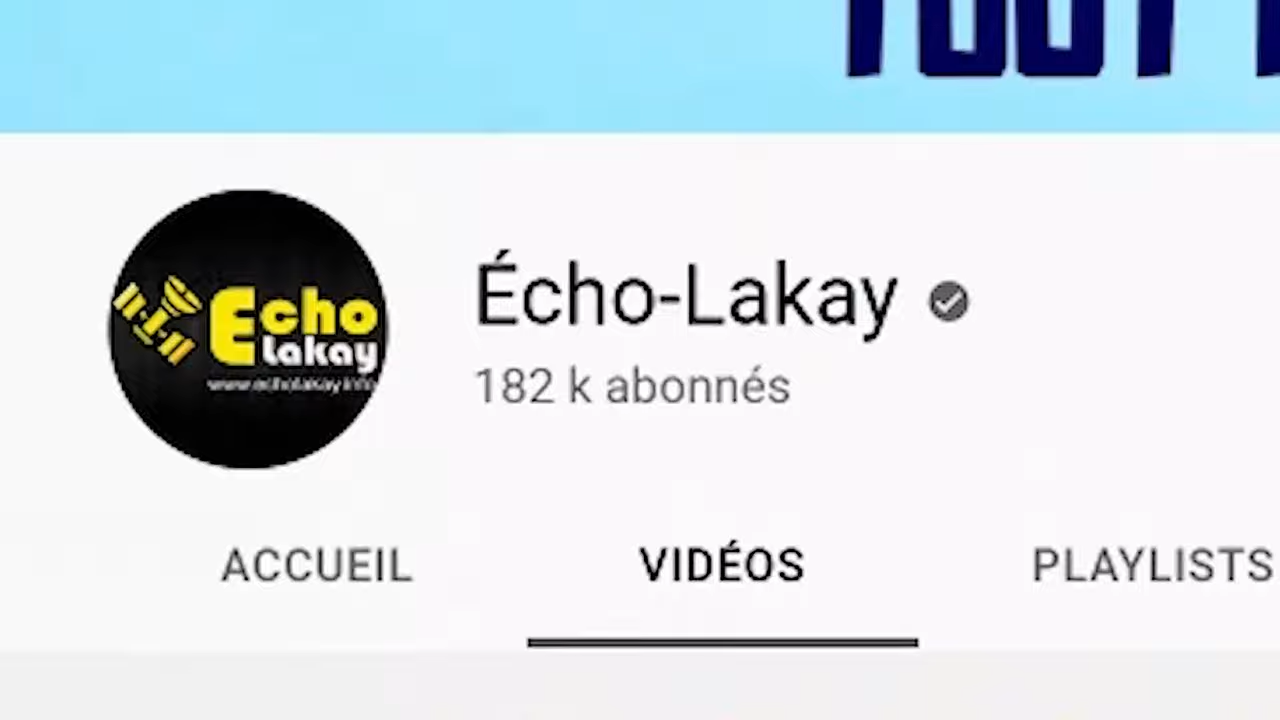 Écho-Lakay
182 k abonnés
Echo
Lakay
www.echolakay.info
ACCUEIL
VIDÉOS
PLAYLISTS